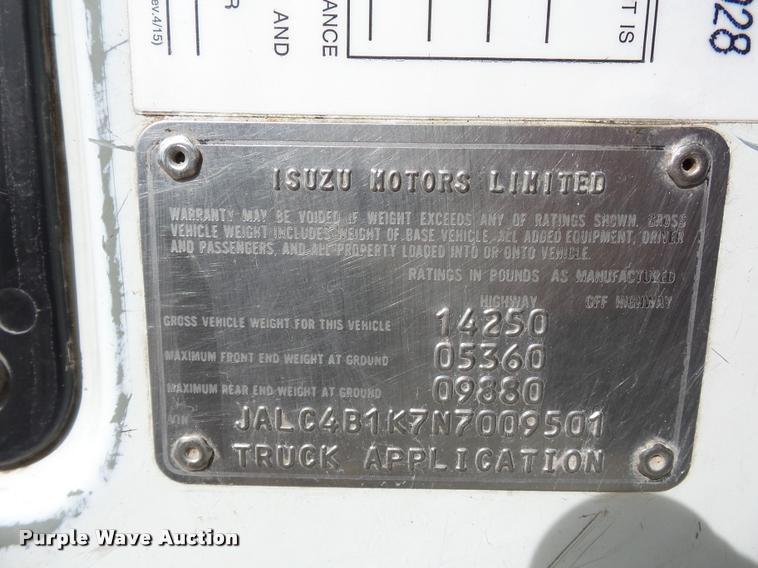 028
T IS
ANCE
AND
R
ev.4/15)
ISUZU MOTORS LIMITED
WARRANTY MAY BE VOIDED IF WEIGHT EXCEEDS ANY OF RATINGS SHOWN. GROSS
VEHICLE WEIGHT INCLUDES WEIGHT OF BASE VEHICLE, ALL ADDED EQUIPMENT, DRIVER
AND PASSENGERS, AND ALL PROPERTY LOADED INTO OR ONTO VEHICLE.
RATINGS IN POUNDS AS MANUFACTURED
HIGHWAY OFF HIGHWAY
GROSS VEHICLE WEIGHT FOR THIS VEHICLE 14250
MAXIMUM FRONT END WEIGHT AT GROUND 05360
MAXIMUM REAR END WEIGHT AT GROUND 09880
VIN JALC4B1K7N7009501
TRUCK APPLICATION
Purple Wave Auction